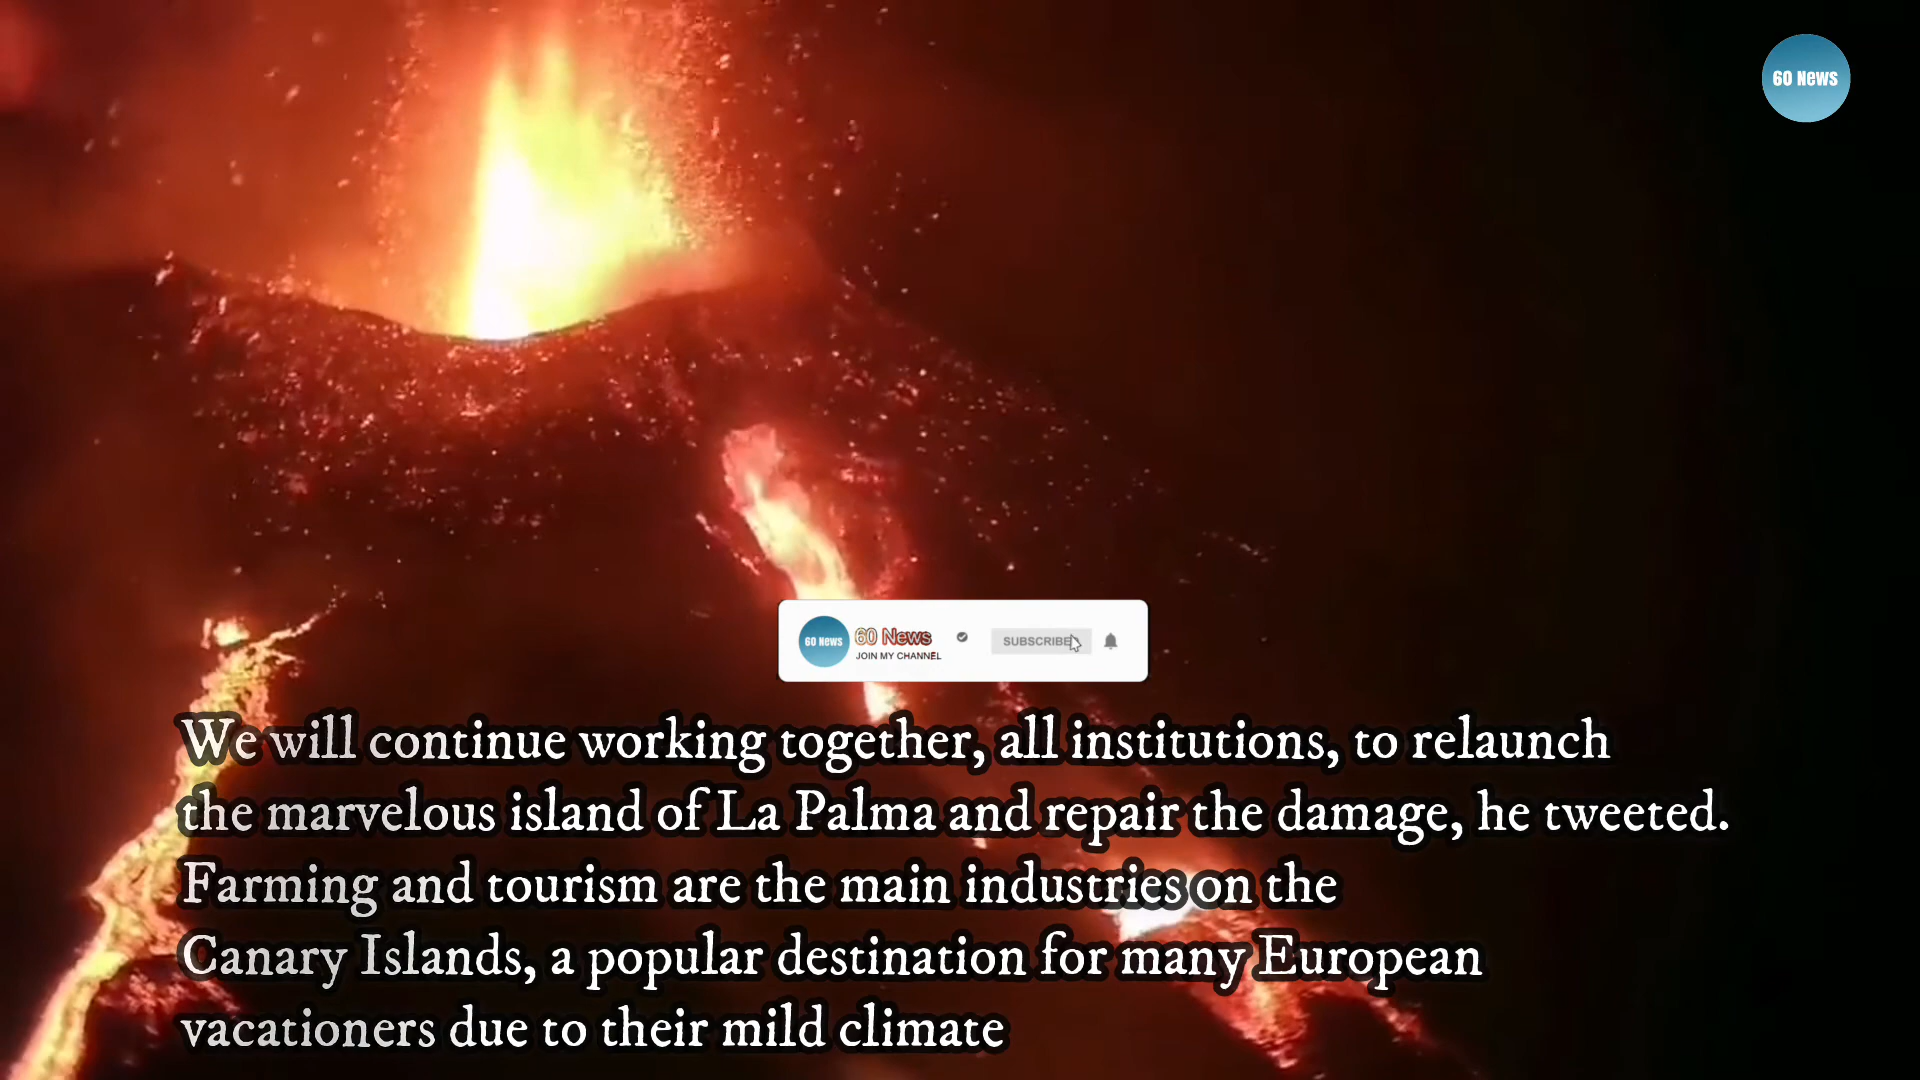 60 News
60 News
60 News
JOIN MY CHANNEL
SUBSCRIBED
We will continue working together, all institutions, to relaunch
the marvelous island of La Palma and repair the damage, he tweeted.
Farming and tourism are the main industries on the
Canary Islands, a popular destination for many European
vacationers due to their mild climate